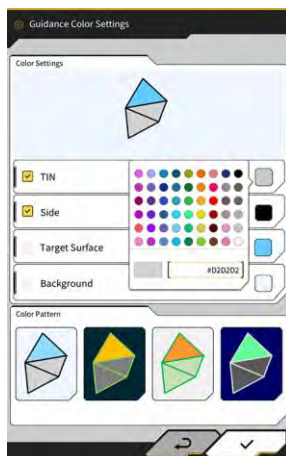 Guidance Color Settings
Color Settings
TIN
Side
Target Surface
Background
#D2D2D2
Color Pattern